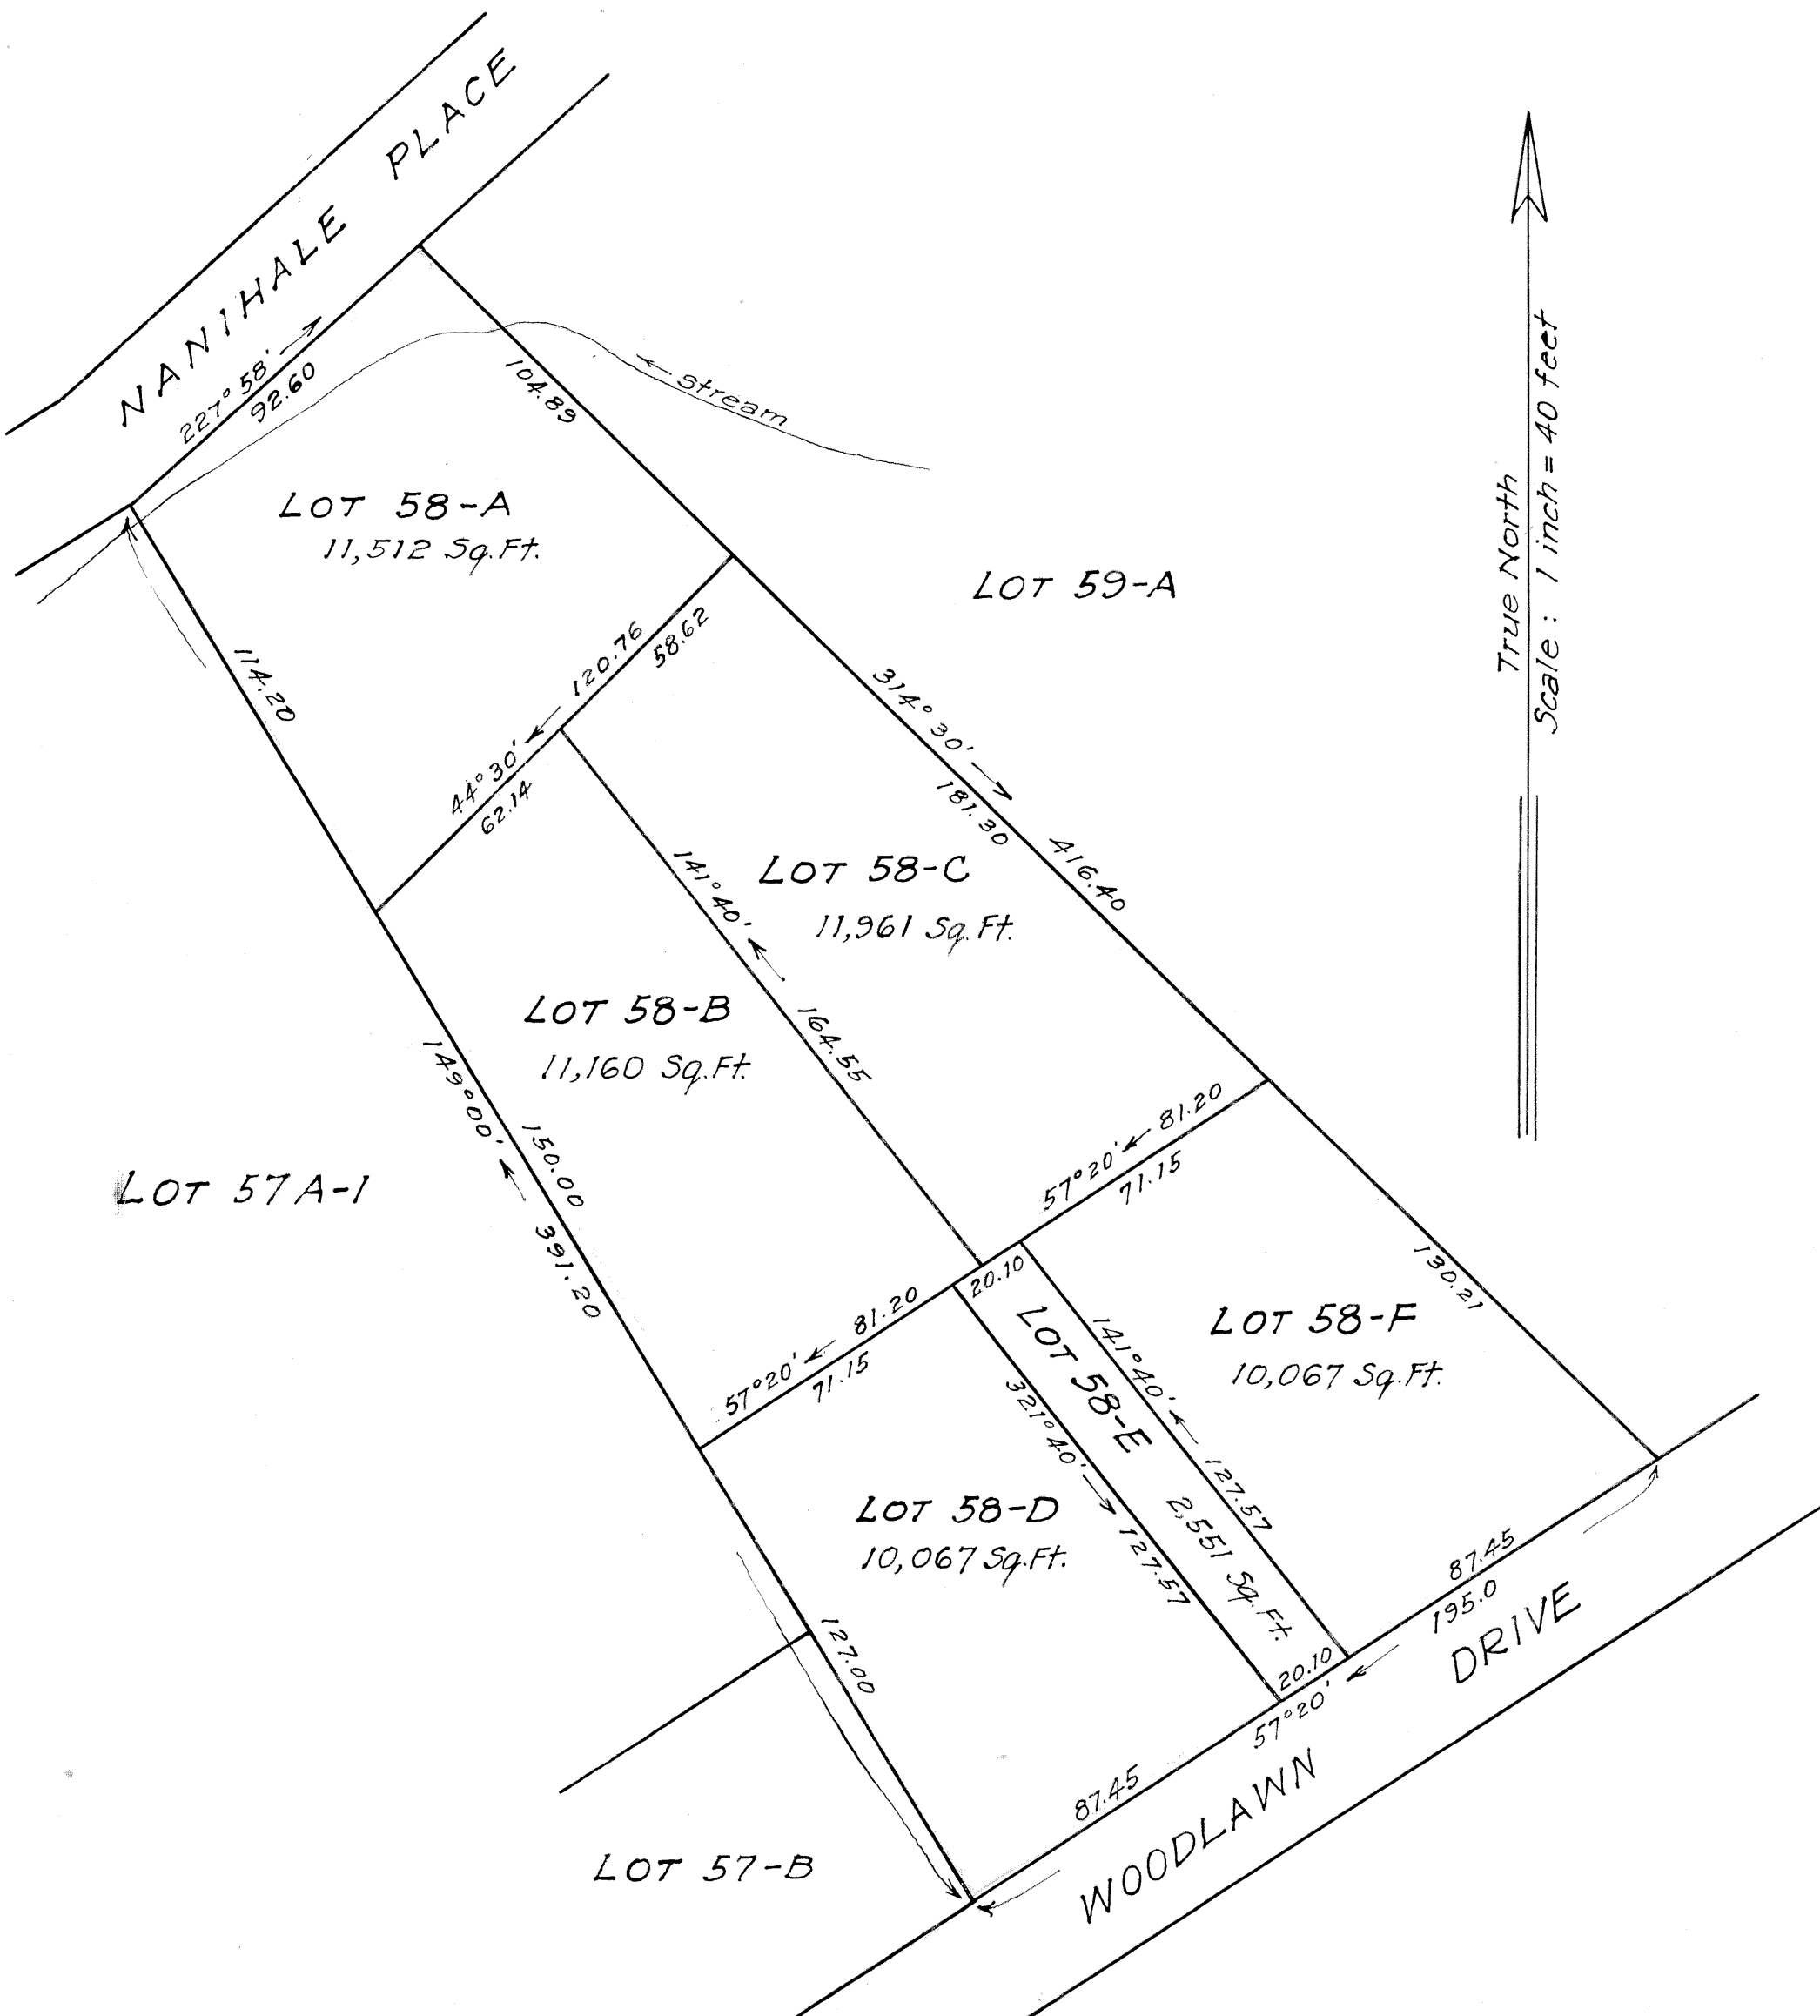 NANIHALE PLACE
227° 58'
92.60
104.89
stream
LOT 58-A
11,512 Sq.Ft.
LOT 59-A
True North
Scale : 1 inch = 40 feet
114.20
120.76
58.62
44° 30'
62.14
314° 30'
181.30
416.40
141° 40'
164.55
LOT 58-C
11,961 Sq.Ft.
LOT 58-B
11,160 Sq.Ft.
149° 00'
150.00
391.20
LOT 57A-1
57° 20'
81.20
71.15
130.21
57° 20'
81.20
71.15
20.10
LOT 58-E
2,551 Sq.Ft.
141° 40'
127.57
321° 40'
127.57
LOT 58-F
10,067 Sq.Ft.
LOT 58-D
10,067 Sq.Ft.
127.00
87.45
195.0
20.10
57° 20'
87.45
WOODLAWN DRIVE
LOT 57-B